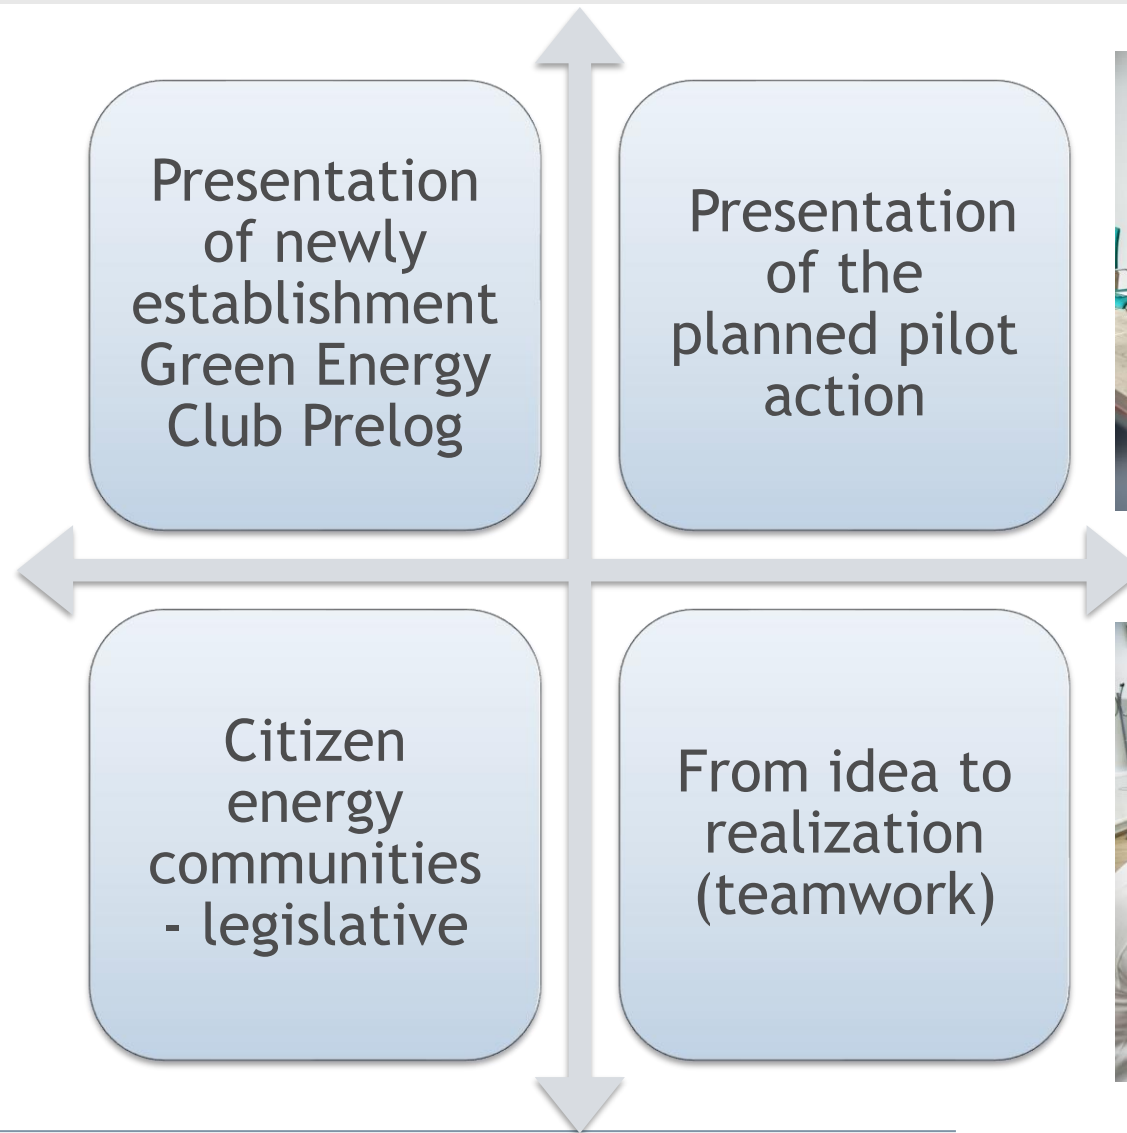 Presentation
of newly
establishment
Green Energy
Club Prelog
Presentation
of the
planned pilot
action
Citizen
energy
communities
- legislative
From idea to
realization
(teamwork)